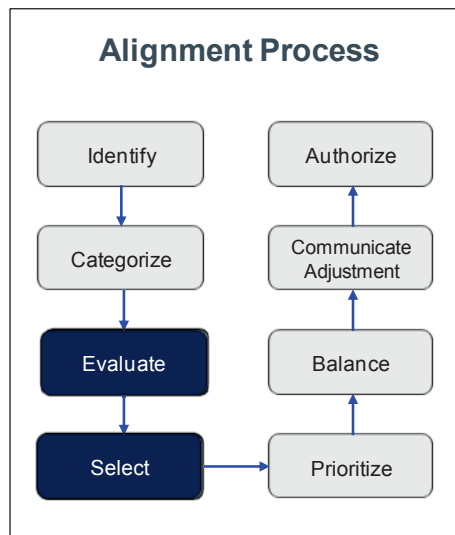 Alignment Process
Identify
Categorize
Evaluate
Select
Prioritize
Balance
Communicate
Adjustment
Authorize